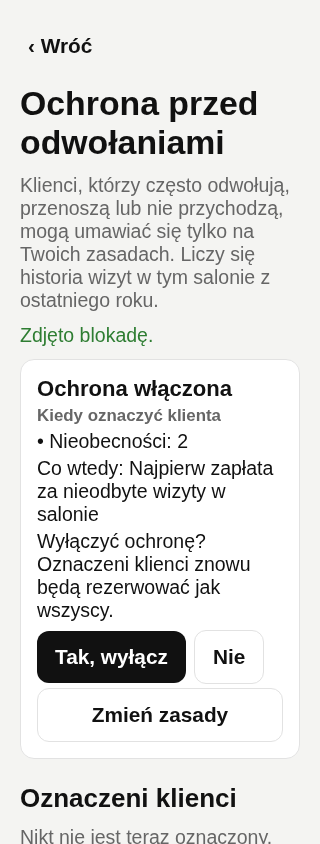 ‹ Wróć
Ochrona przed
odwołaniami
Klienci, którzy często odwołują,
przenoszą lub nie przychodzą,
mogą umawiać się tylko na
Twoich zasadach. Liczy się
historia wizyt w tym salonie z
ostatniego roku.
Zdjęto blokadę.
Ochrona włączona
Kiedy oznaczyć klienta
• Nieobecności: 2
Co wtedy: Najpierw zapłata
za nieodbyte wizyty w
salonie
Wyłączyć ochronę?
Oznaczeni klienci znowu
będą rezerwować jak
wszyscy.
Tak, wyłącz Nie
Zmień zasady
Oznaczeni klienci
Nikt nie jest teraz oznaczony.